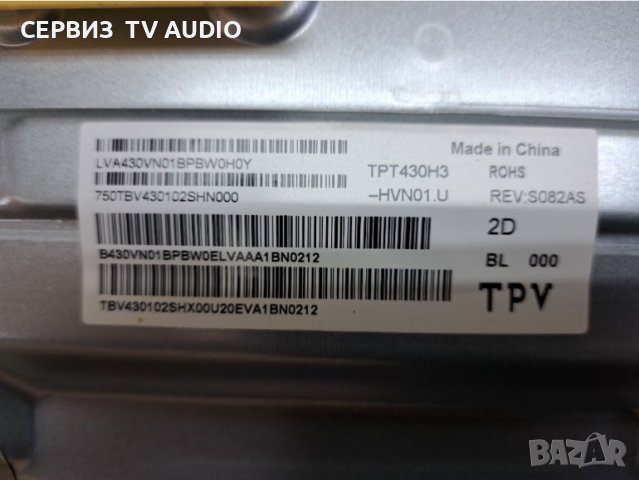 СЕРВИЗ TV AUDIO
Made in China
LVA430VN01BPBW0H0Y
TPT430H3 ROHS
750TBV430102SHN000
-HVN01.U REV:S082AS
2D
B430VN01BPBW0ELVAAA1BN0212
BL 000
TBV430102SHX00U20EVA1BN0212
TPV
BAZAR